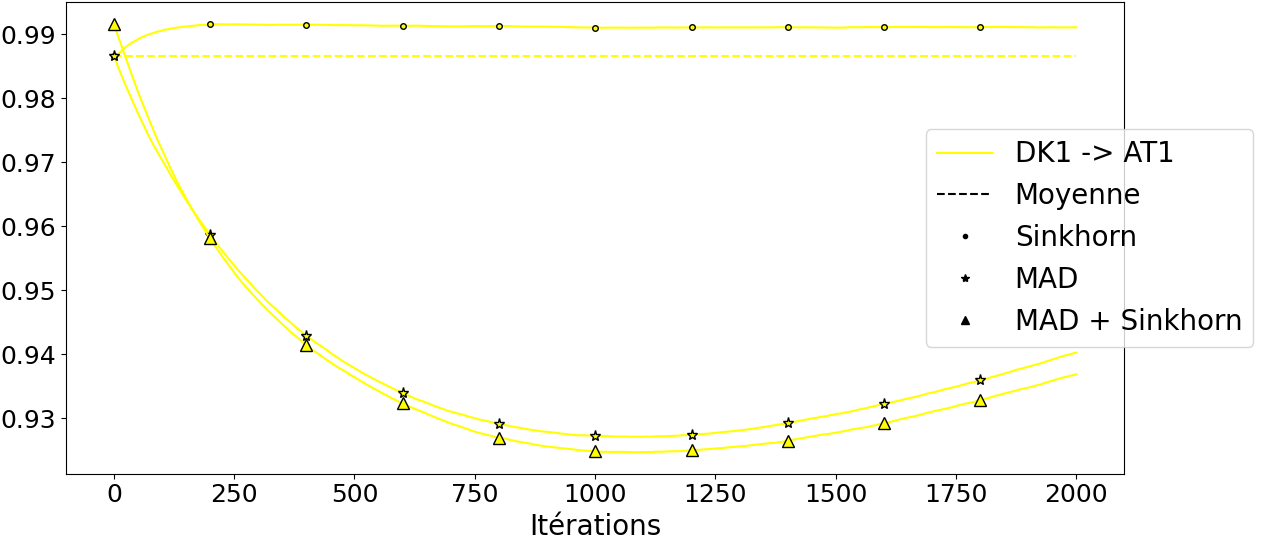 0.99
0.98
0.97
0.96
0.95
0.94
0.93
0 250 500 750 1000 1250 1500 1750 2000
Itérations
DK1 -> AT1
Moyenne
Sinkhorn
MAD
MAD + Sinkhorn